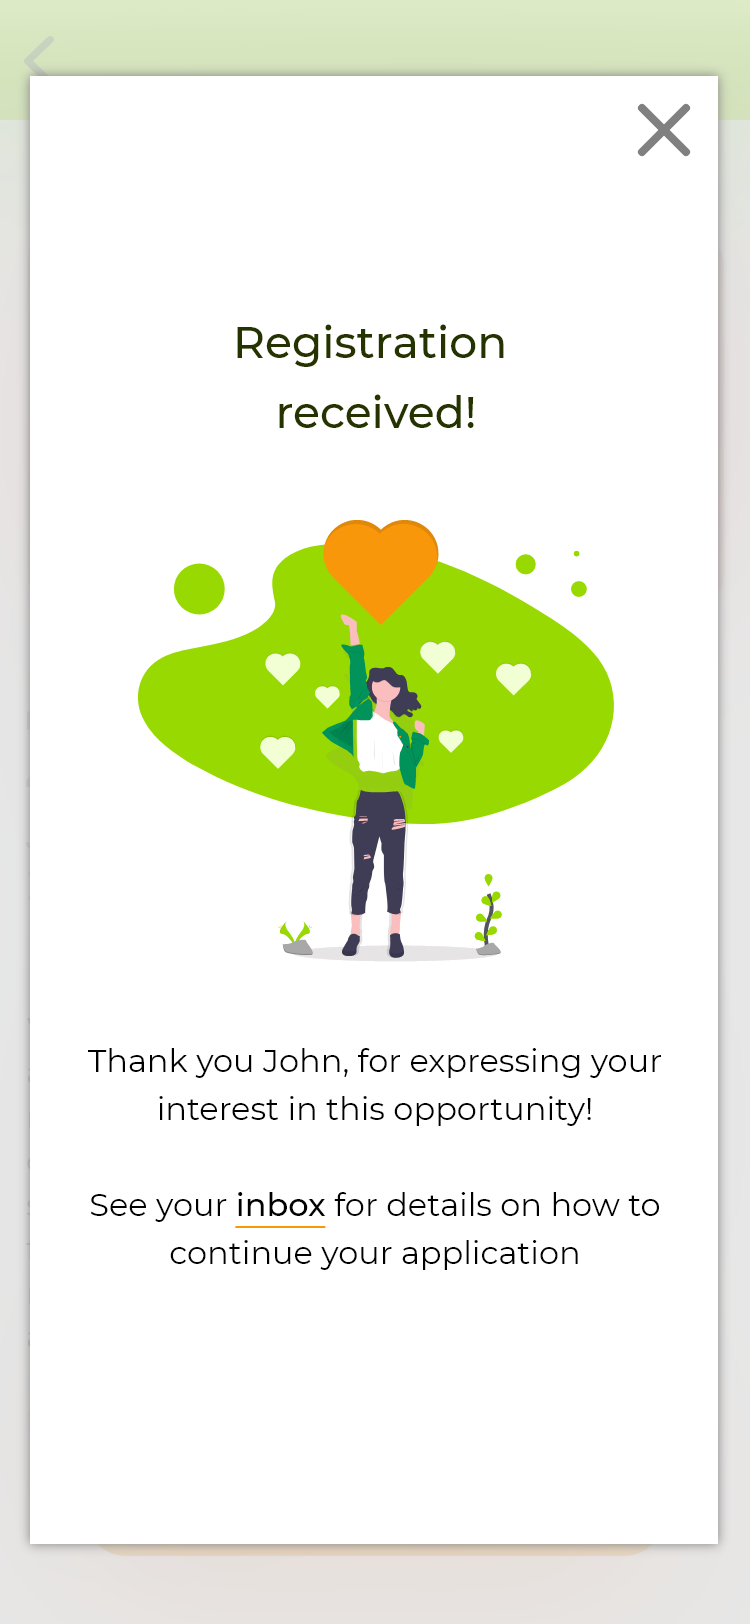 Registration
received!
Thank you John, for expressing your
interest in this opportunity!
See your inbox for details on how to
continue your application